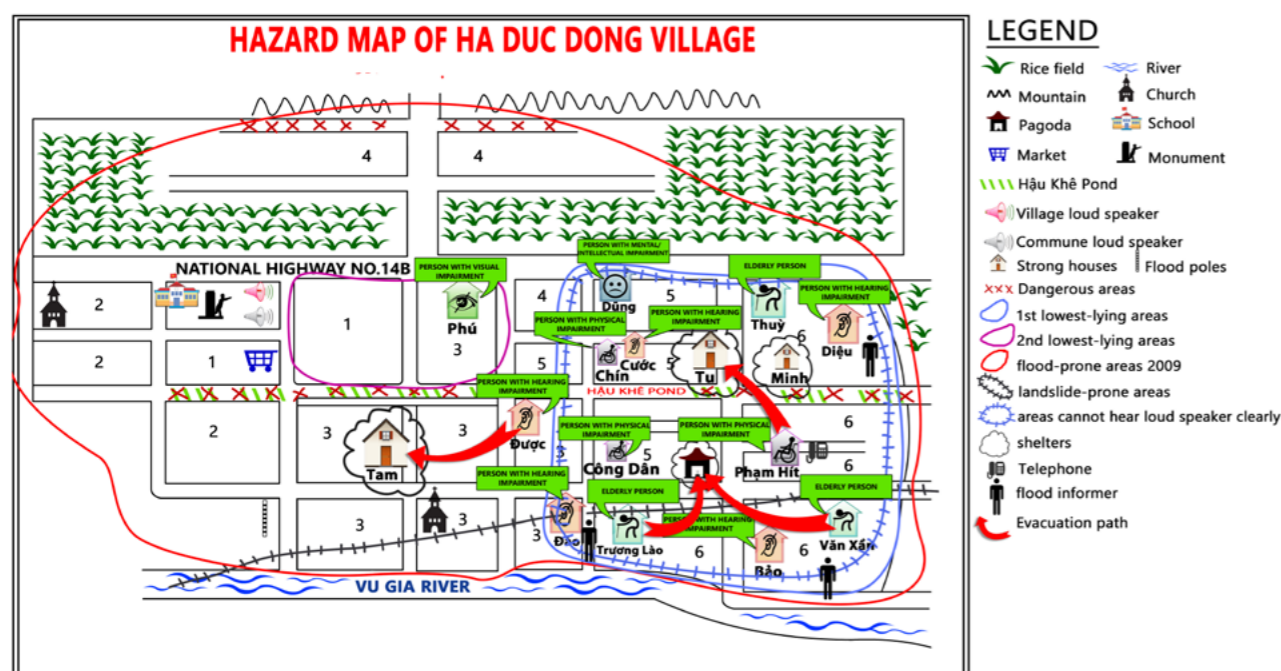 HAZARD MAP OF HA DUC DONG VILLAGE
4
4
NATIONAL HIGHWAY NO.14B
PERSON WITH VISUAL
IMPAIRMENT
Phú
PERSON WITH MENTAL/
INTELLECTUAL IMPAIRMENT
Dũng
ELDERLY PERSON
Thuỳ
PERSON WITH HEARING
IMPAIRMENT
Diệu
2
1
4
5
6
PERSON WITH PHYSICAL
IMPAIRMENT
Chín
PERSON WITH HEARING
IMPAIRMENT
Cước
2
1
3
5
5
Tu
Minh
HẬU KHÊ POND
PERSON WITH HEARING
IMPAIRMENT
Được
2
3
3
3
PERSON WITH PHYSICAL
IMPAIRMENT
Công Dân
5
PERSON WITH PHYSICAL
IMPAIRMENT
Phạm Hít
6
6
Tam
PERSON WITH HEARING
IMPAIRMENT
ELDERLY PERSON
Trương Lào
PERSON WITH HEARING
IMPAIRMENT
Bảo
ELDERLY PERSON
Văn Xần
3
3
3
6
6
VU GIA RIVER
LEGEND
Rice field
River
Mountain
Church
Pagoda
School
Market
Monument
Hậu Khê Pond
Village loud speaker
Commune loud speaker
Strong houses
Flood poles
Dangerous areas
1st lowest-lying areas
2nd lowest-lying areas
flood-prone areas 2009
landslide-prone areas
areas cannot hear loud speaker clearly
shelters
Telephone
flood informer
Evacuation path